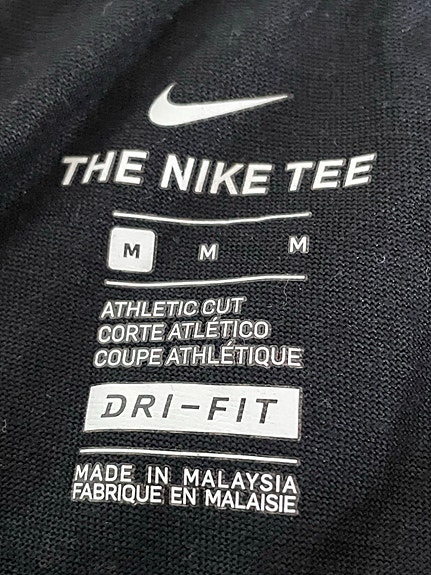 THE NIKE TEE
M M M
ATHLETIC CUT
CORTE ATLÉTICO
COUPE ATHLÉTIQUE
DRI-FIT
MADE IN MALAYSIA
FABRIQUE EN MALAISIE